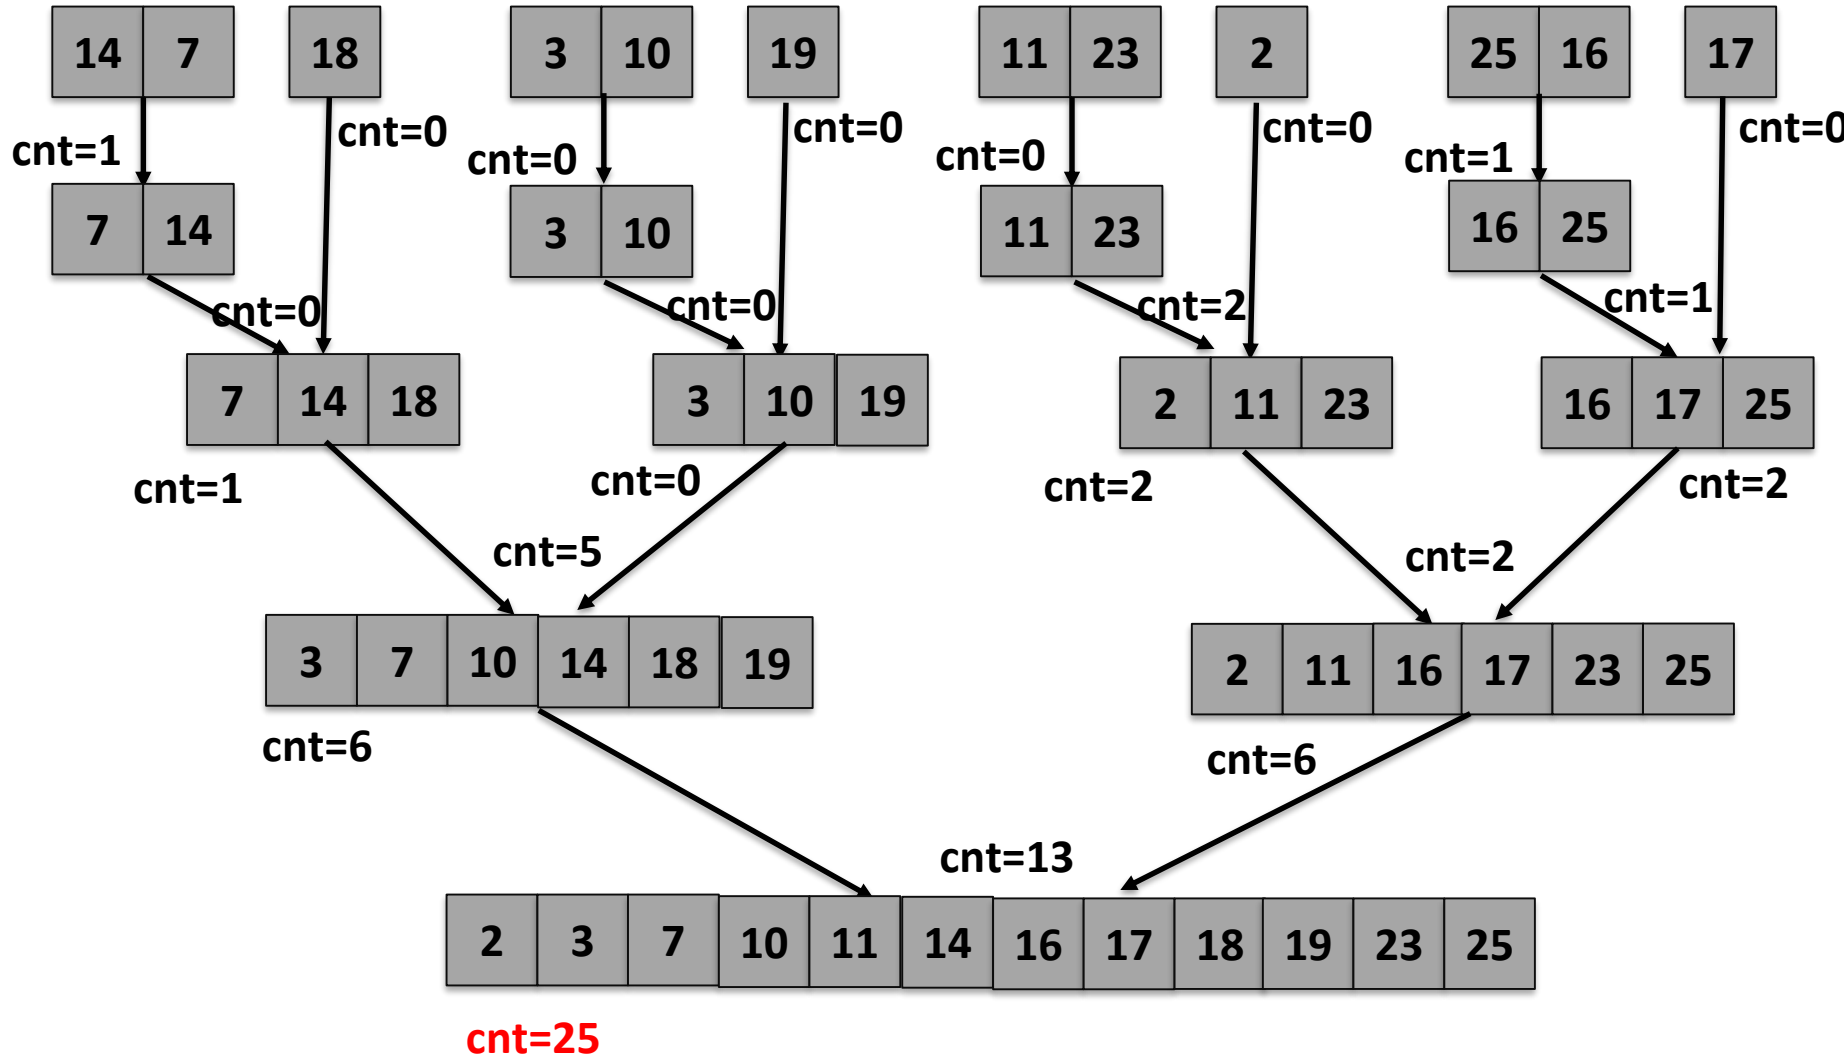 14 7 18 3 10 19 11 23 2 25 16 17
cnt=1 cnt=0 cnt=0 cnt=0 cnt=0 cnt=0 cnt=1 cnt=0
7 14 3 10 11 23 16 25
cnt=0 cnt=0 cnt=2 cnt=1
7 14 18 3 10 19 2 11 23 16 17 25
cnt=1 cnt=0 cnt=2 cnt=2
cnt=5 cnt=2
3 7 10 14 18 19 2 11 16 17 23 25
cnt=6 cnt=6
cnt=13
2 3 7 10 11 14 16 17 18 19 23 25
cnt=25